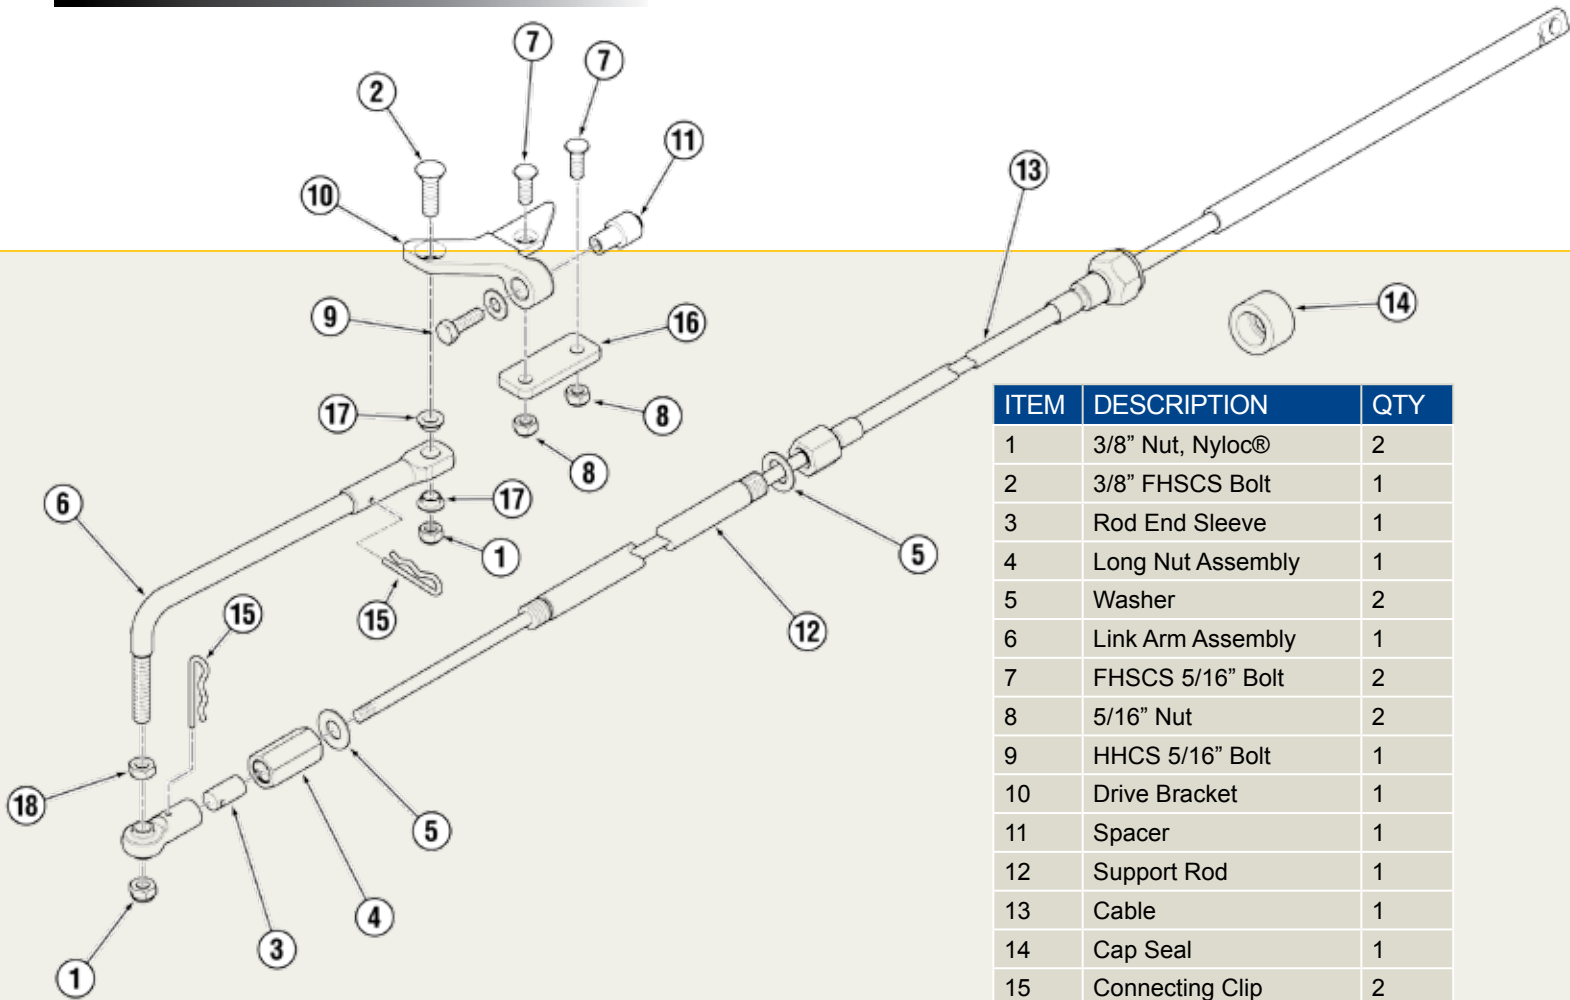 7
7
2
11
10
13
9
16
14
17
8
8
6
17
1
5
15
15
12
18
5
4
3
1
ITEM DESCRIPTION QTY
1 3/8” Nut, Nyloc® 2
2 3/8” FHSCS Bolt 1
3 Rod End Sleeve 1
4 Long Nut Assembly 1
5 Washer 2
6 Link Arm Assembly 1
7 FHSCS 5/16” Bolt 2
8 5/16” Nut 2
9 HHCS 5/16” Bolt 1
10 Drive Bracket 1
11 Spacer 1
12 Support Rod 1
13 Cable 1
14 Cap Seal 1
15 Connecting Clip 2